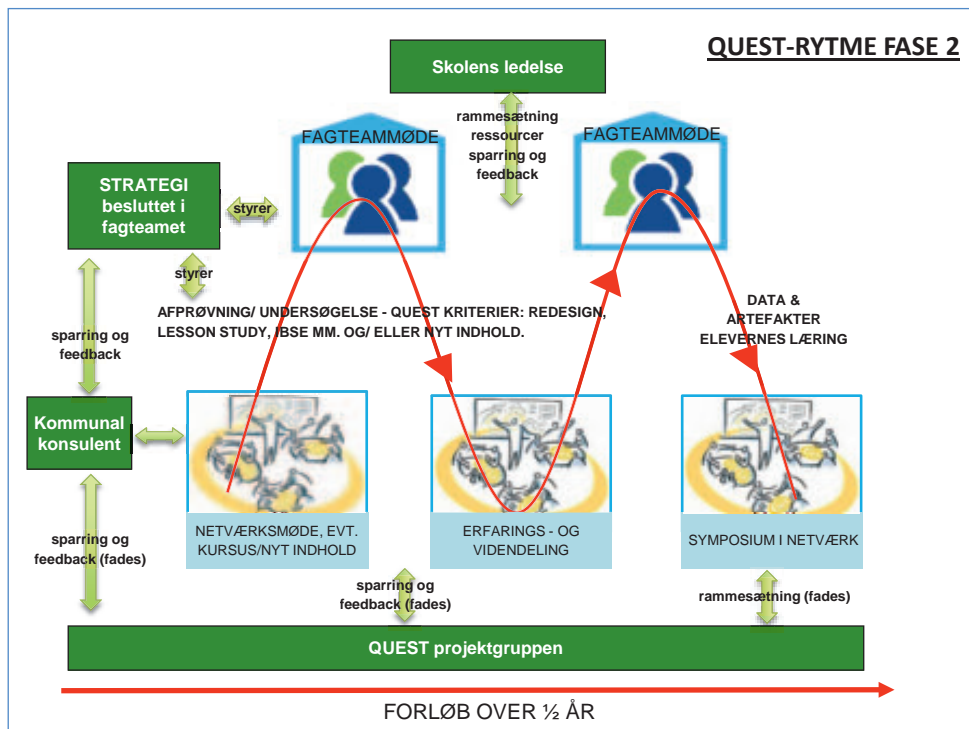 QUEST-RYTME FASE 2
Skolens ledelse
rammesætning
ressourcer
sparring og
feedback
FAGTEAMMØDE
FAGTEAMMØDE
STRATEGI
besluttet i
fagteamet
styrer
styrer
AFPRØVNING/ UNDERSØGELSE - QUEST KRITERIER: REDESIGN,
LESSON STUDY, IBSE MM. OG/ ELLER NYT INDHOLD.
DATA &
ARTEFAKTER
ELEVERNES LÆRING
sparring og
feedback
Kommunal
konsulent
NETVÆRKSMØDE, EVT.
KURSUS/NYT INDHOLD
ERFARINGS - OG
VIDENDELING
SYMPOSIUM I NETVÆRK
sparring og
feedback (fades)
sparring og
feedback (fades)
rammesætning (fades)
QUEST projektgruppen
FORLØB OVER ½ ÅR